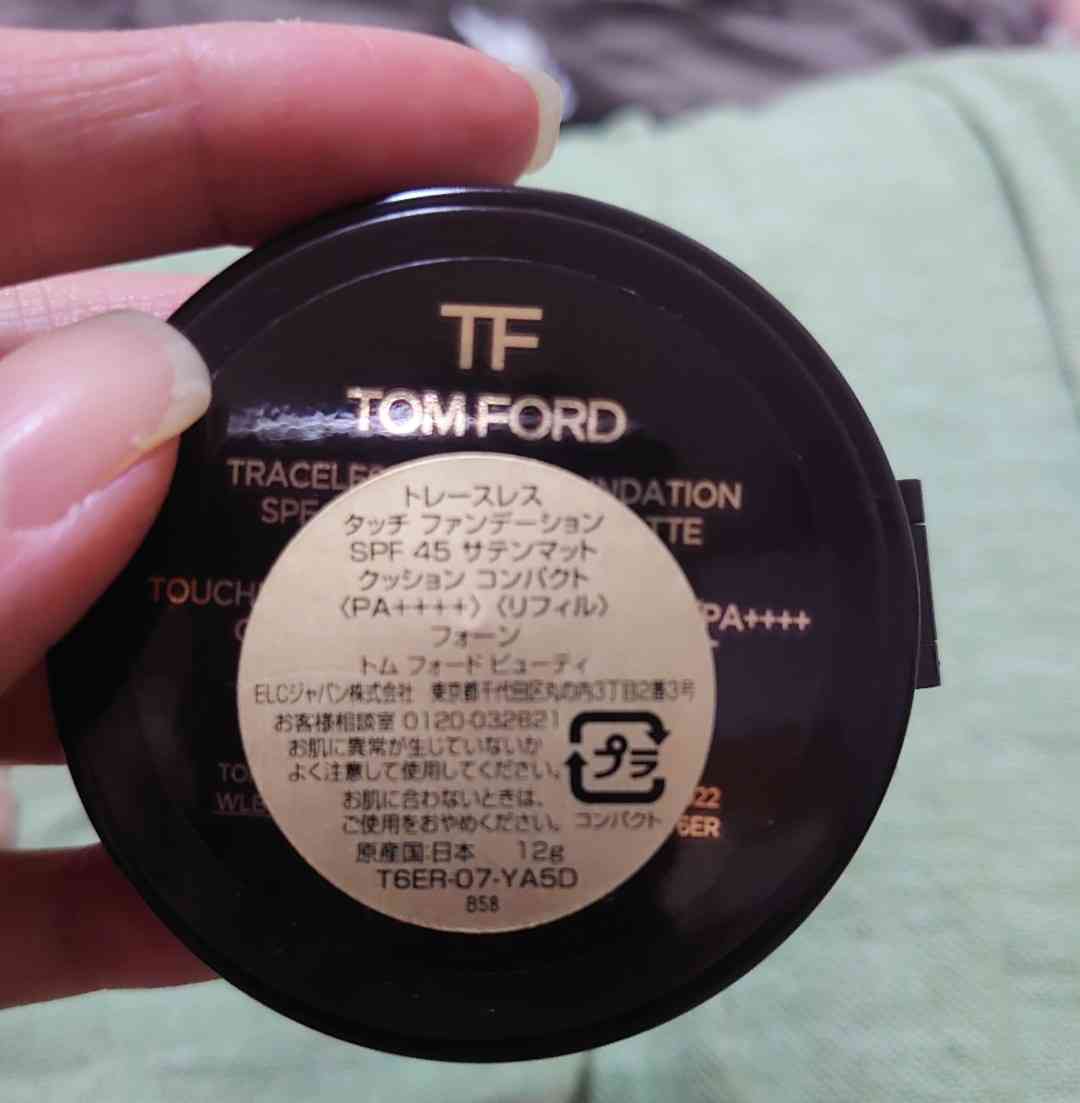 TF
TOM FORD
TRACELES NDATION
SPF TTE
TOUCH PA++++
TO
WL 22
6ER
トレースレス
タッチ ファンデーション
SPF 45 サテンマット
クッション コンパクト
〈PA++++〉〈リフィル〉
フォーン
トム フォード ビューティ
ELCジャパン株式会社 東京都千代田区丸の内3丁目2番3号
お客様相談室 0120-032821
お肌に異常が生じていないか
よく注意して使用してください。
お肌に合わないときは、
ご使用をおやめください。
プラ
コンパクト
原産国:日本 12g
T6ER-07-YA5D
B58